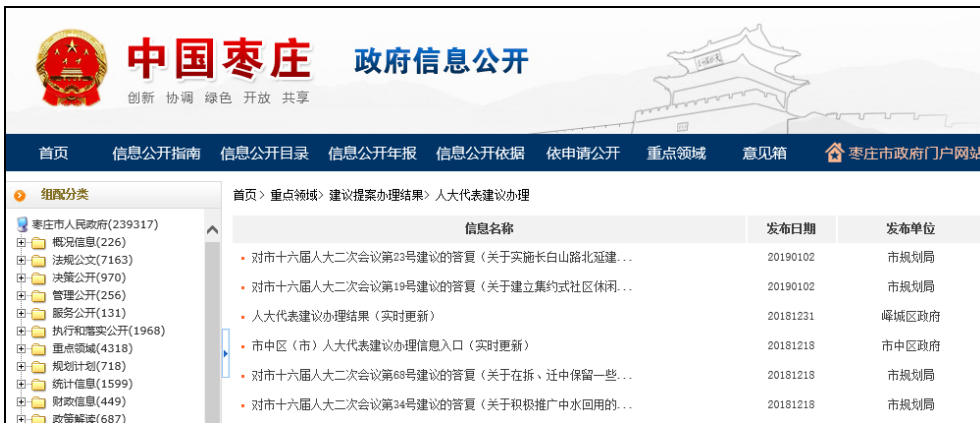 中国枣庄 政府信息公开
创新 协调 绿色 开放 共享
首页 信息公开指南 信息公开目录 信息公开年报 信息公开依据 依申请公开 重点领域 意见箱 枣庄市政府门户网站
组配分类
枣庄市人民政府(239317)
概况信息(226)
法规公文(7163)
决策公开(970)
管理公开(256)
服务公开(131)
执行和落实公开(1968)
重点领域(4318)
规划计划(718)
统计信息(1599)
财政信息(449)
政策解读(687)
首页> 重点领域> 建议提案办理结果> 人大代表建议办理
信息名称 发布日期 发布单位
对市十六届人大二次会议第23号建议的答复（关于实施长白山路北延建... 20190102 市规划局
对市十六届人大二次会议第19号建议的答复（关于建立集约式社区休闲... 20190102 市规划局
人大代表建议办理结果（实时更新） 20181231 峄城区政府
市中区（市）人大代表建议办理信息入口（实时更新） 20181218 市中区政府
对市十六届人大二次会议第68号建议的答复（关于在拆、迁中保留一些... 20181218 市规划局
对市十六届人大二次会议第34号建议的答复（关于积极推广中水回用的... 20181218 市规划局